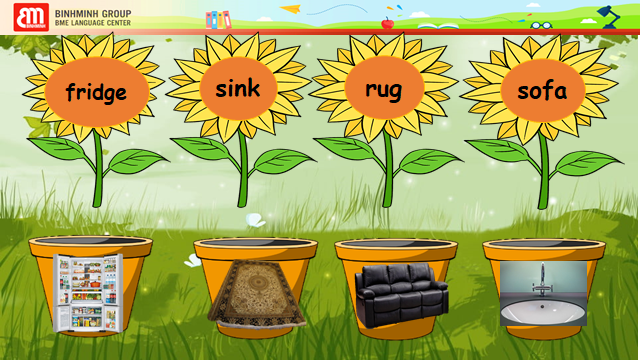 BINHMINH GROUP
BME LANGUAGE CENTER
fridge
sink
rug
sofa